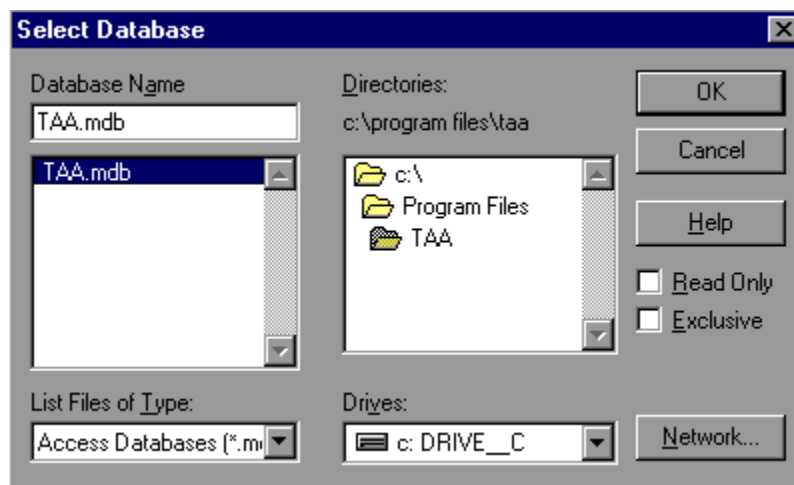 Select Database
Database Name
TAA.mdb
TAA.mdb
List Files of Type:
Access Databases (*.m
Directories:
c:\program files\taa
c:\
Program Files
TAA
Drives:
c: DRIVE__C
OK
Cancel
Help
Read Only
Exclusive
Network...